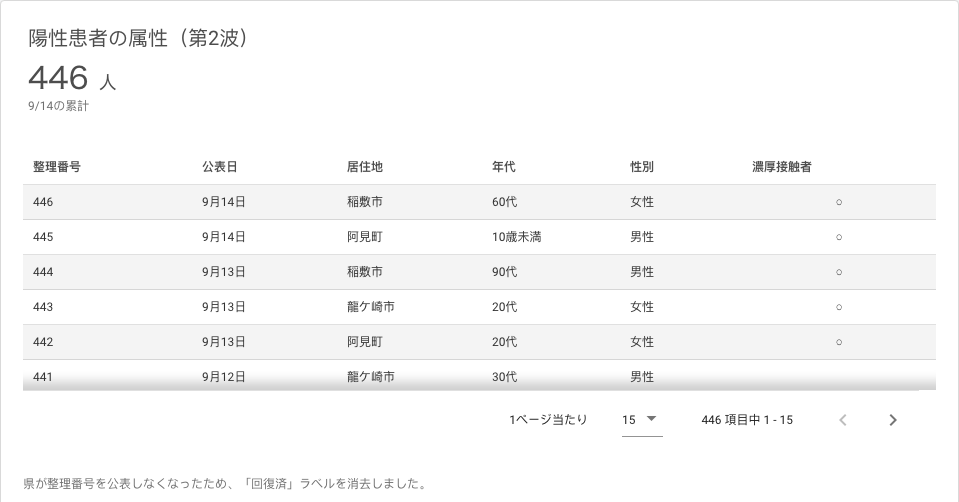 陽性患者の属性（第2波）
446 人
9/14の累計
整理番号 公表日 居住地 年代 性別 濃厚接触者
446 9月14日 稲敷市 60代 女性 ○
445 9月14日 阿見町 10歳未満 男性 ○
444 9月13日 稲敷市 90代 男性 ○
443 9月13日 龍ケ崎市 20代 女性 ○
442 9月13日 阿見町 20代 女性 ○
441 9月12日 龍ケ崎市 30代 男性
1ページ当たり 15 446 項目中 1 - 15
県が整理番号を公表しなくなったため、「回復済」ラベルを消去しました。